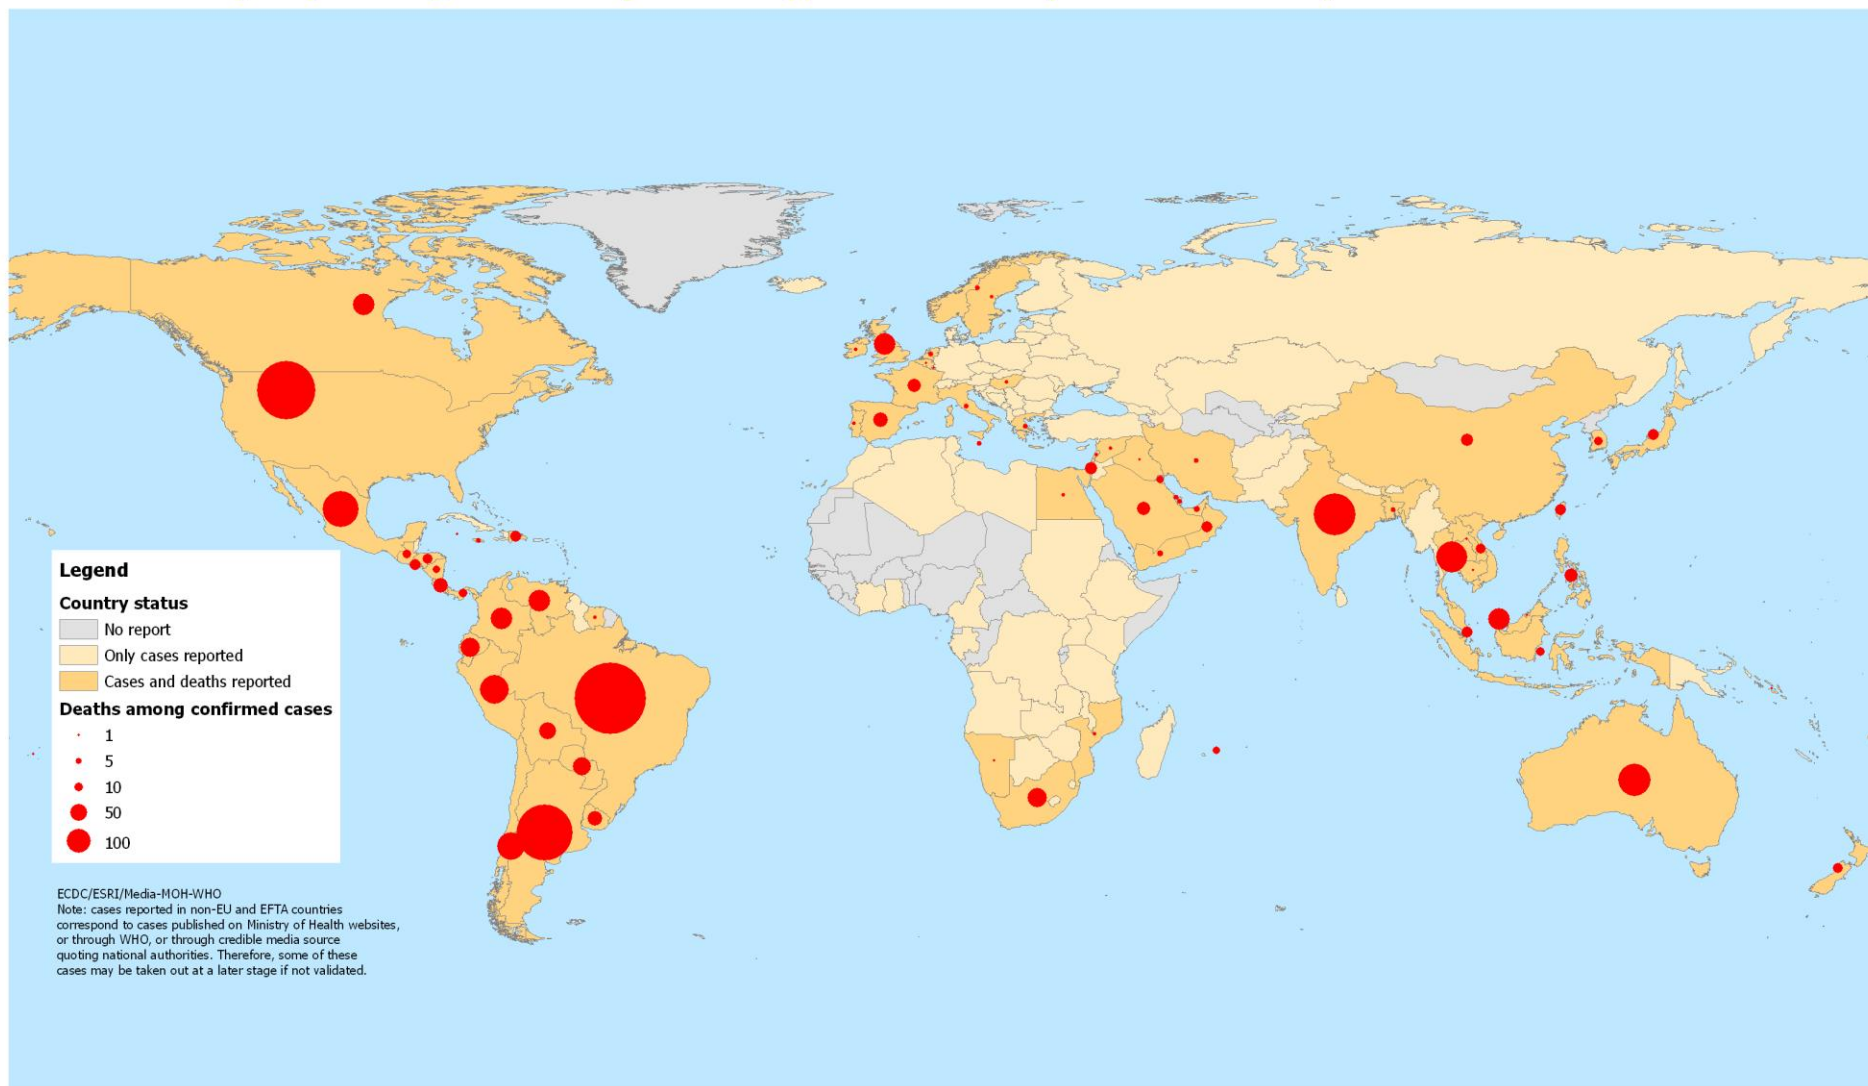 Legend
Country status
No report
Only cases reported
Cases and deaths reported
Deaths among confirmed cases
1
5
10
50
100
ECDC/ESRI/Media-MOH-WHO
Note: cases reported in non-EU and EFTA countries
correspond to cases published on Ministry of Health websites,
or through WHO, or through credible media source
quoting national authorities. Therefore, some of these
cases may be taken out at a later stage if not validated.